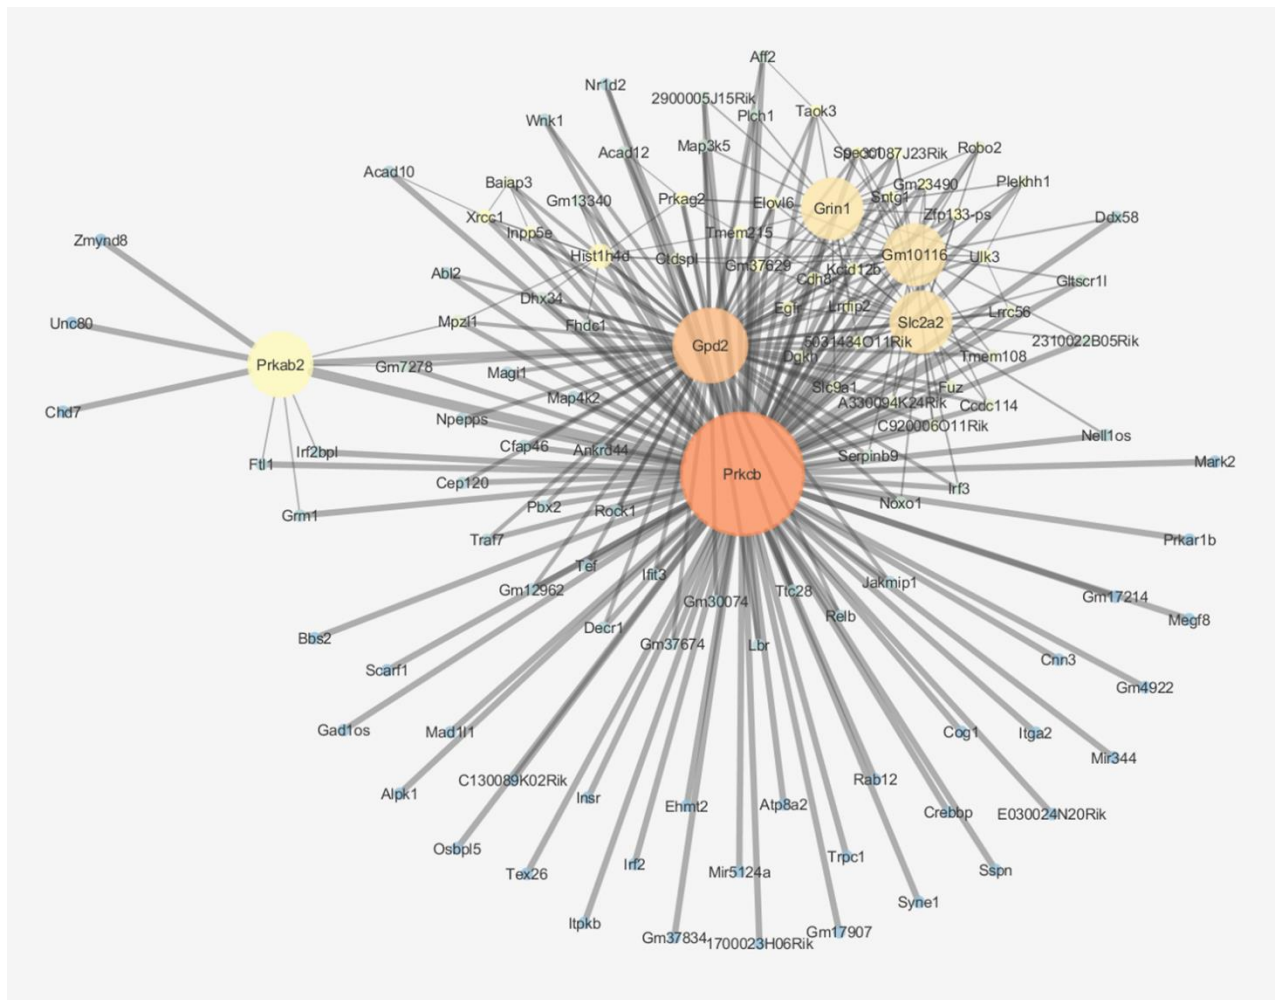 Aff2
Nr1d2
2900005J15Rik
Plch1
Taok3
Wnk1
Acad12
Map3k5
Robo2
Acad10
Baiap3
Gm13340
Prkag2
Elovl6
Grin1
Sntg1
Gm23490
Plekhh1
Xrcc1
Inpp5e
Tmem215
Zfp133-ps
Ddx58
Zmynd8
Hist1h4d
Ctdspl
Gm37629
Kctd12b
Gm10116
Ulk3
Abl2
Cdh8
Gltscr1l
Dhx34
Egfr
Lrrfip2
Lrrc56
Unc80
Mpzl1
Fhdc1
Slc2a2
Gpd2
5031434O11Rik
2310022B05Rik
Dgkh
Tmem108
Prkab2
Gm7278
Magi1
Slc9a1
Fuz
Map4k2
A330094K24Rik
Ccdc114
Chd7
Npepps
C920006O11Rik
Nell1os
Irf2bpl
Cfap46
Ankrd44
Serpinb9
Ftl1
Mark2
Prkcb
Cep120
Irf3
Noxo1
Grm1
Pbx2
Rock1
Traf7
Prkar1b
Tef
Ifit3
Jakmip1
Gm12962
Ttc28
Gm17214
Gm30074
Relb
Megf8
Decr1
Bbs2
Gm37674
Lbr
Cnn3
Scarf1
Gm4922
Gad1os
Mad1l1
Cog1
Itga2
Mir344
C130089K02Rik
Rab12
Alpk1
Insr
Ehmt2
Atp8a2
Crebbp
E030024N20Rik
Osbpl5
Trpc1
Irf2
Tex26
Mir5124a
Sspn
Syne1
Itpkb
Gm17907
Gm37834
1700023H06Rik